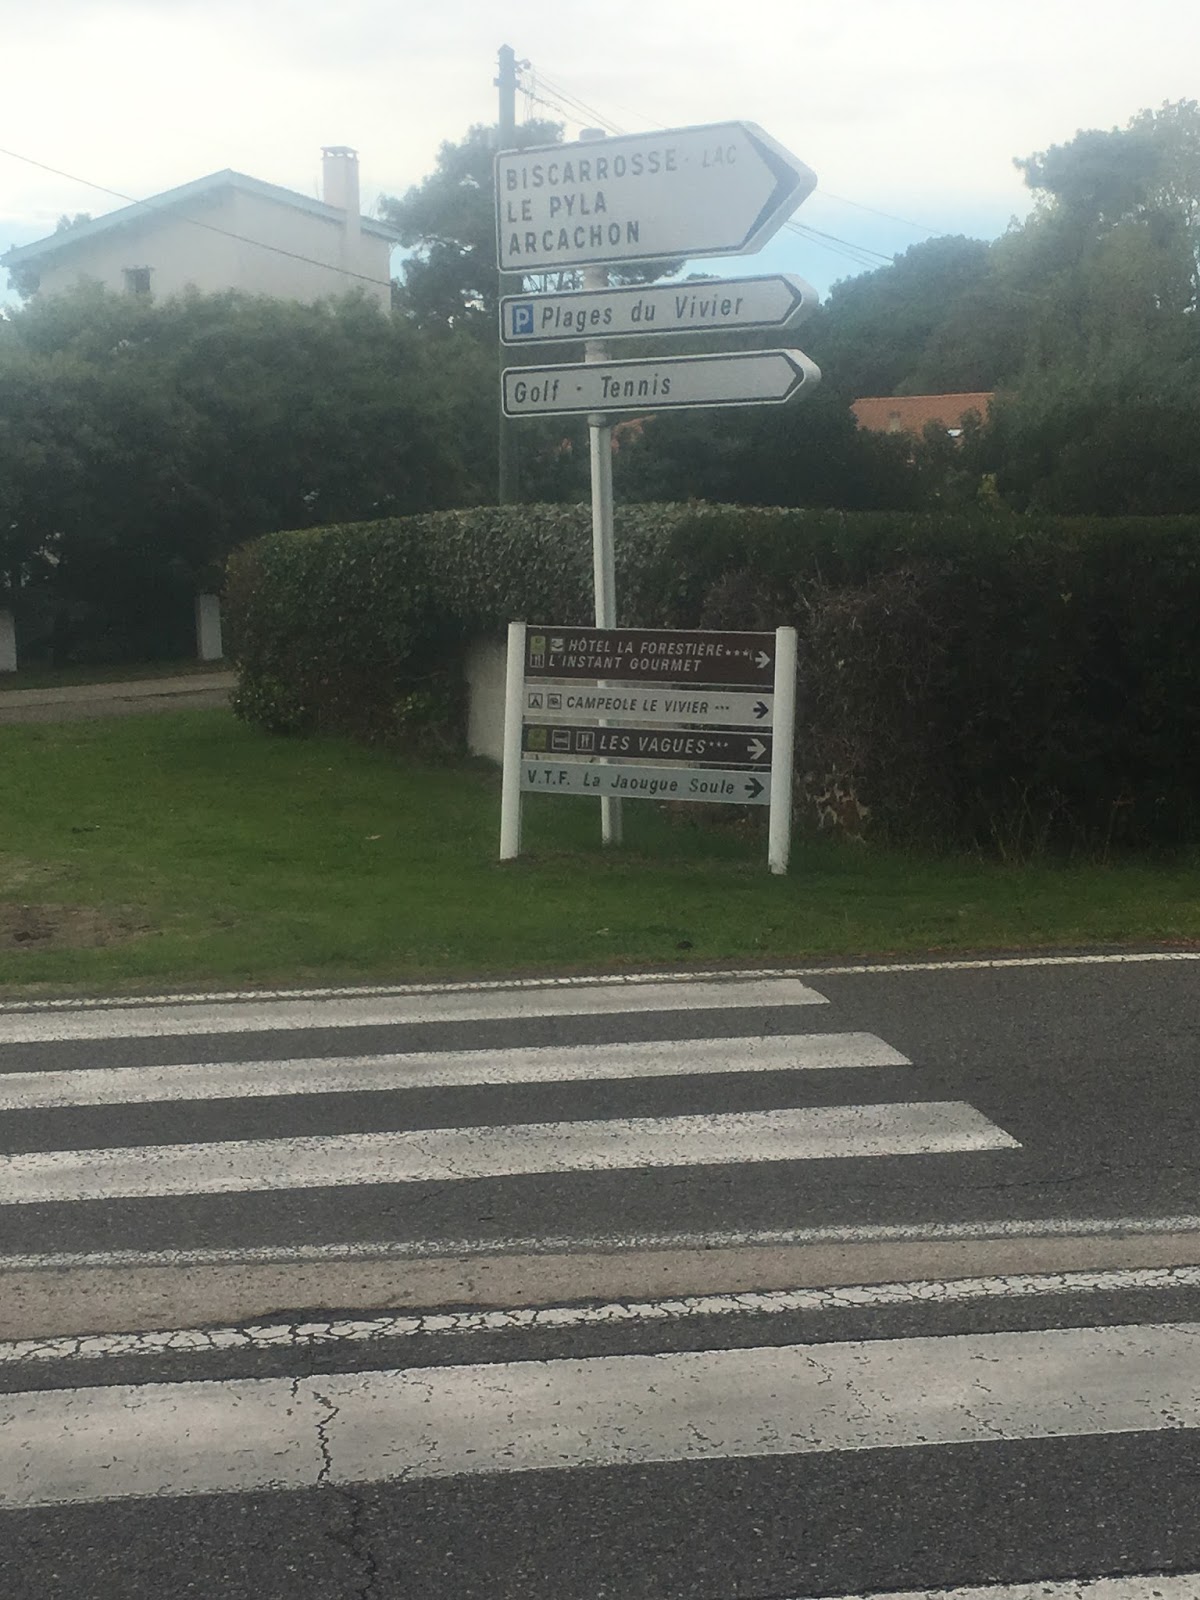 BISCARROSSE - LAC
LE PYLA
ARCACHON
P Plages du Vivier
Golf - Tennis
HÔTEL LA FORESTIÈRE***
L'INSTANT GOURMET
CAMPEOLE LE VIVIER ***
LES VAGUES***
V.T.F. La Jaougue Soule